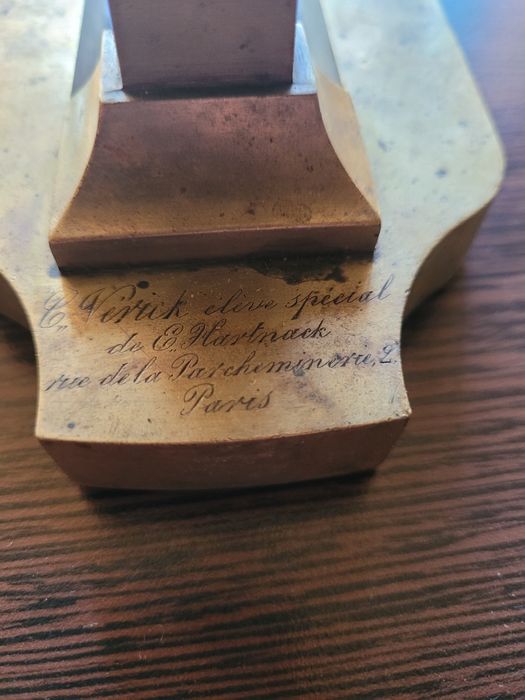 C. Verick élève spécial
de E. Hartnack
rue de la Parcheminerie, 2.
Paris